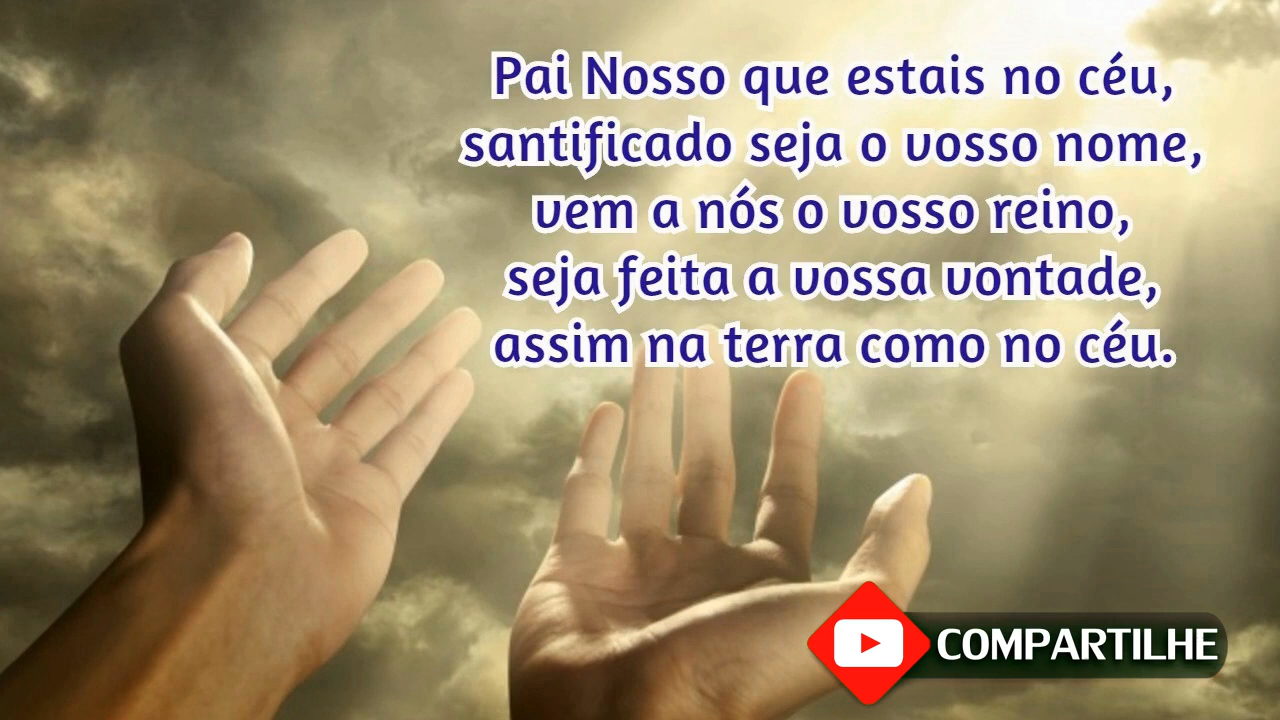 Pai Nosso que estais no céu,
santificado seja o vosso nome,
vem a nós o vosso reino,
seja feita a vossa vontade,
assim na terra como no céu.
COMPARTILHE